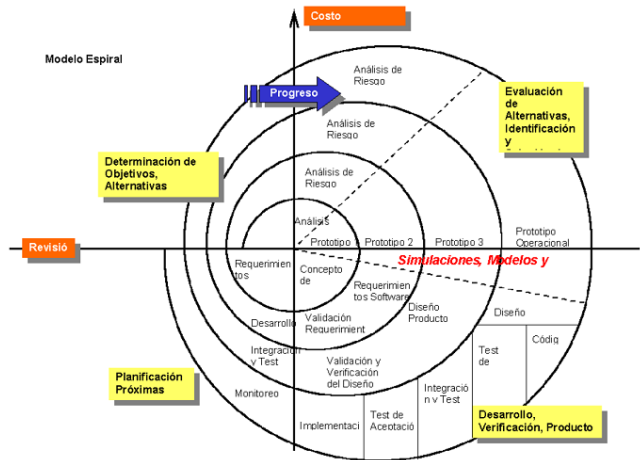 Costo
Modelo Espiral
Análisis de
Riesgo
Progreso
Evaluación
de
Alternativas,
Identificación
y
Análisis de
Riesgo
Determinación de
Objetivos,
Alternativas
Análisis de
Riesgo
Análisis
Revisió
Prototipo
Prototipo 2
Prototipo 3
Prototipo
Operacional
Simulaciones, Modelos y
Requerimien
tos
Concepto
de
Requerimien
tos Software
Diseño
Producto
Diseño
Desarrollo
Validación
Requerimient
Integración
y Test
Validación y
Verificación
del Diseño
Test
de
Códig
Planificación
Próximas
Monitoreo
Integració
n y Test
Implementaci
Test de
Aceptació
Desarrollo,
Verificación, Producto